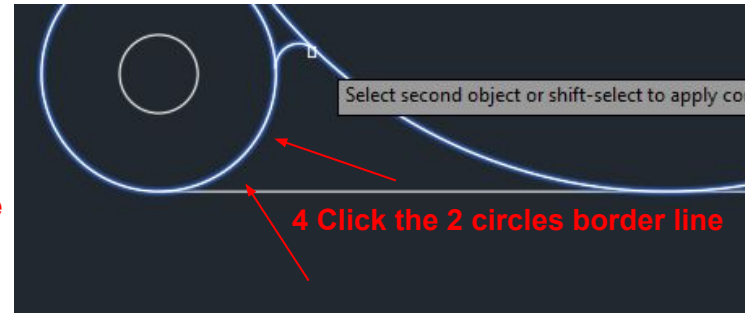 Select second object or shift-select to apply co
e
4 Click the 2 circles border line